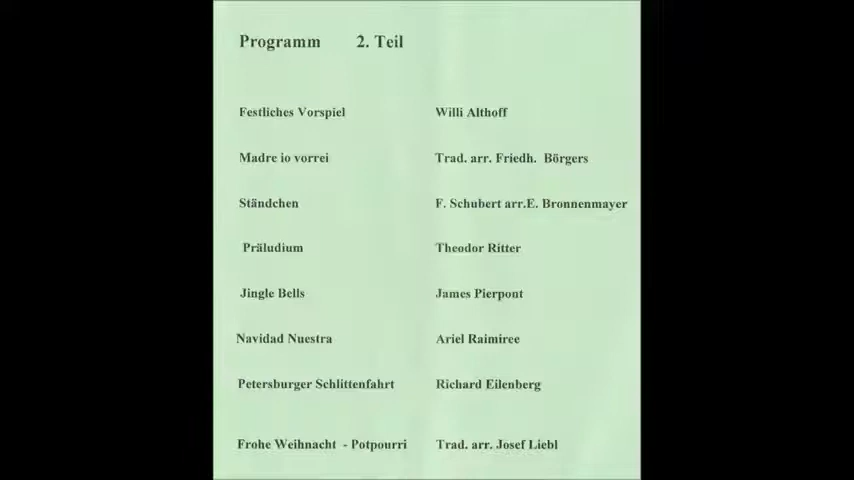 Programm 2. Teil
Festliches Vorspiel Willi Althoff
Madre io vorrei Trad. arr. Friedh. Börgers
Ständchen F. Schubert arr.E. Bronnenmayer
Präludium Theodor Ritter
Jingle Bells James Pierpont
Navidad Nuestra Ariel Raimiree
Petersburger Schlittenfahrt Richard Eilenberg
Frohe Weihnacht - Potpourri Trad. arr. Josef Liebl